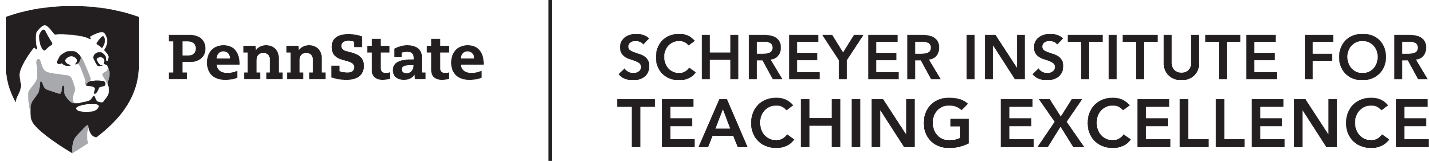 PennState
SCHREYER INSTITUTE FOR
TEACHING EXCELLENCE